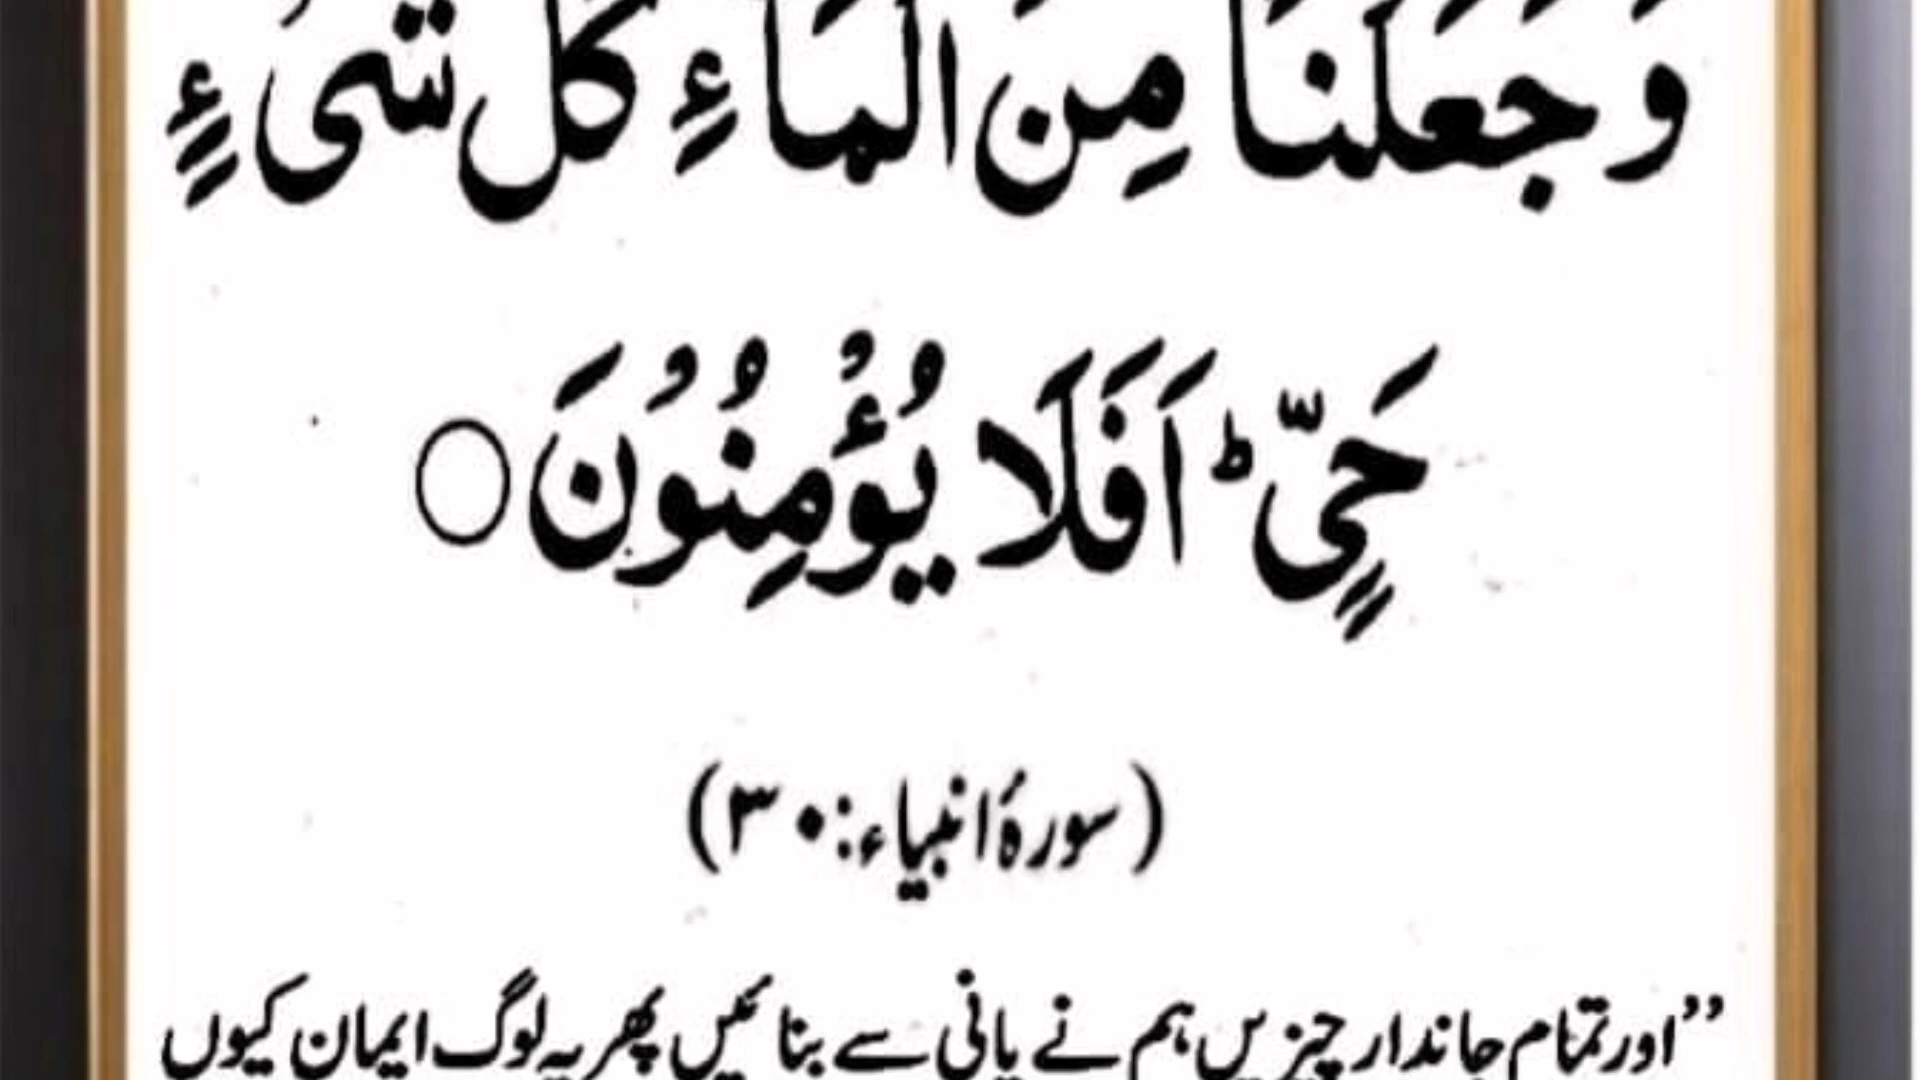 وَجَعَلْنَا مِنَ الْمَآءِ كُلَّ شَیْءٍ
حَیٍّ ؕ اَفَلَا یُؤْمِنُوْنَ ○
(سورۂ انبیاء: ۳۰)
”اور تمام جاندار چیزیں ہم نے پانی سے بنائیں پھر یہ لوگ ایمان کیوں